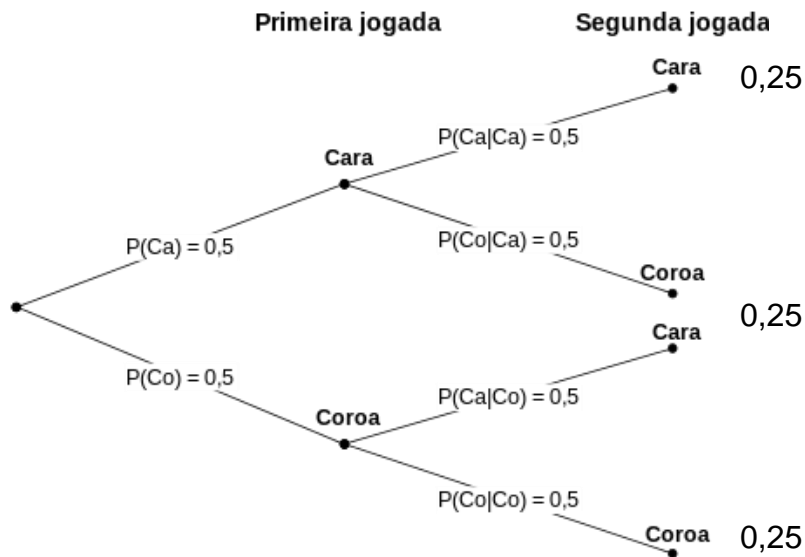 Primeira jogada
Segunda jogada
Cara
0,25
P(Ca|Ca) = 0,5
Cara
P(Ca) = 0,5
P(Co|Ca) = 0,5
Coroa
0,25
Cara
P(Co) = 0,5
P(Ca|Co) = 0,5
Coroa
P(Co|Co) = 0,5
Coroa
0,25